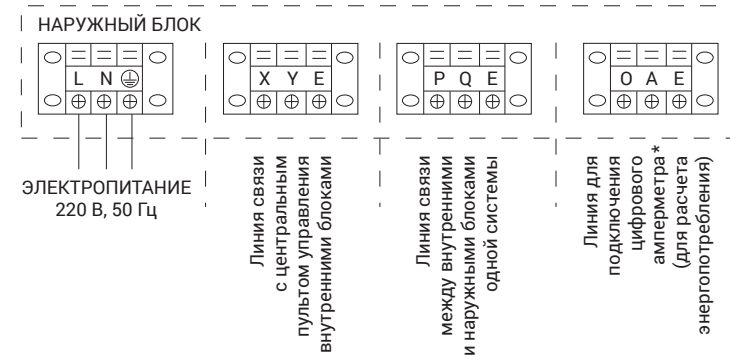 НАРУЖНЫЙ БЛОК
L N
X Y E
P Q E
O A E
ЭЛЕКТРОПИТАНИЕ
220 В, 50 Гц
Линия связи
с центральным
пультом управления
внутренними блоками
Линия связи
между внутренними
и наружными блоками
одной системы
Линия для
подключения
цифрового
амперметра*
(для расчета
энергопотребления)